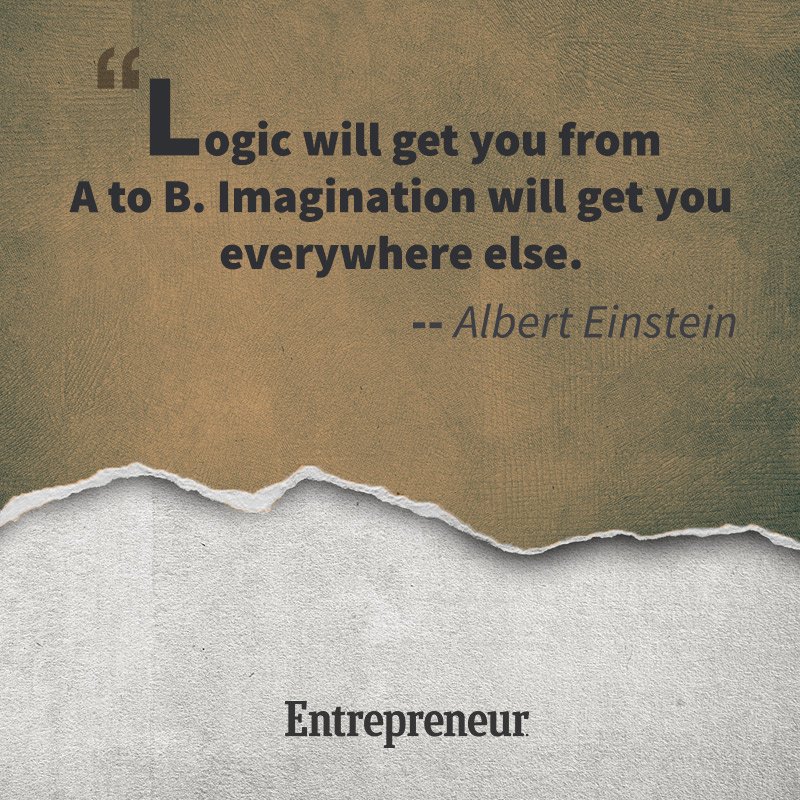 “Logic will get you from
A to B. Imagination will get you
everywhere else.
-- Albert Einstein
Entrepreneur.